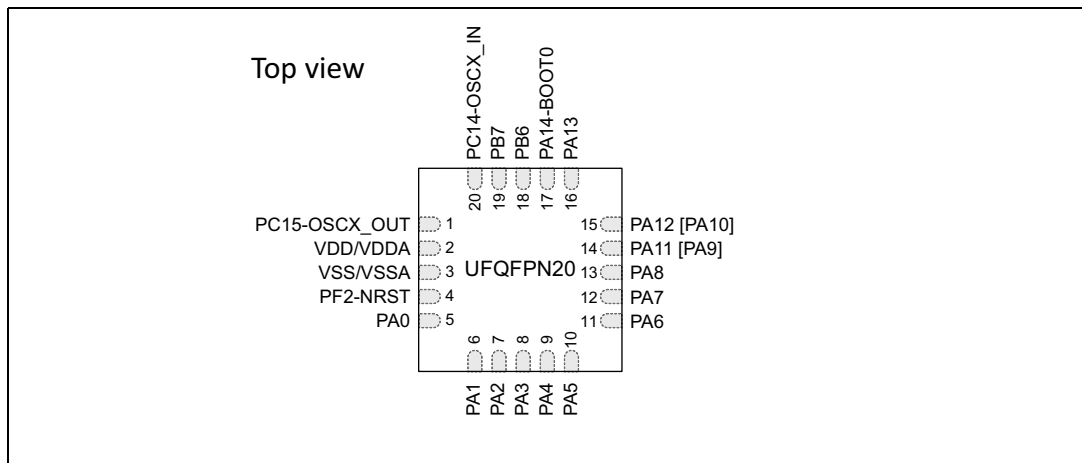 Top view
PC14-OSCX_IN
PB7
PB6
PA14-BOOT0
PA13
20
19
18
17
16
PC15-OSCX_OUT 1
VDD/VDDA 2
VSS/VSSA 3
PF2-NRST 4
PA0 5
UFQFPN20
15 PA12 [PA10]
14 PA11 [PA9]
13 PA8
12 PA7
11 PA6
6
7
8
9
10
PA1
PA2
PA3
PA4
PA5